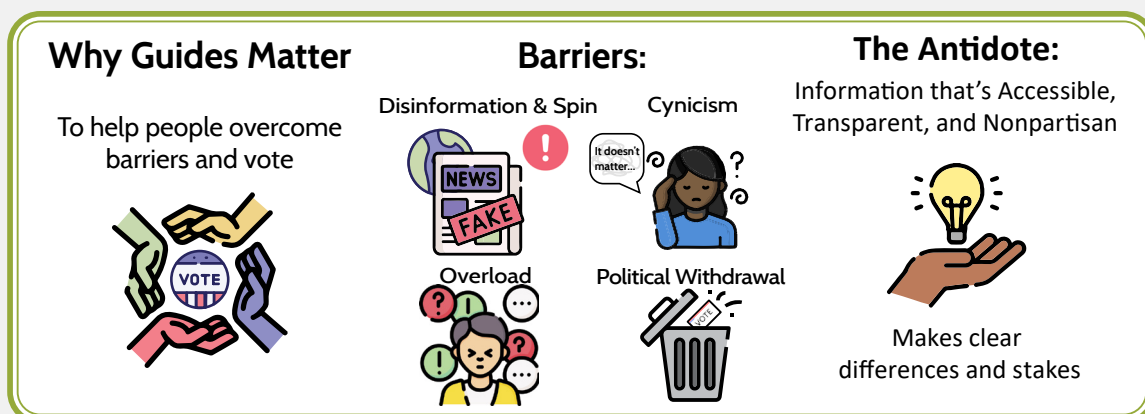 Why Guides Matter
To help people overcome
barriers and vote
VOTE
Barriers:
Disinformation & Spin
NEWS
FAKE
Cynicism
It doesn't
matter...
Overload
Political Withdrawal
VOTE
The Antidote:
Information that's Accessible,
Transparent, and Nonpartisan
Makes clear
differences and stakes